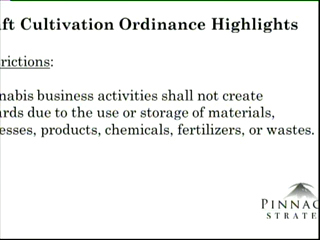 ft Cultivation Ordinance Highlights
rictions:
nabis business activities shall not create
ards due to the use or storage of materials,
esses, products, chemicals, fertilizers, or wastes.
PINNAC
STRATE